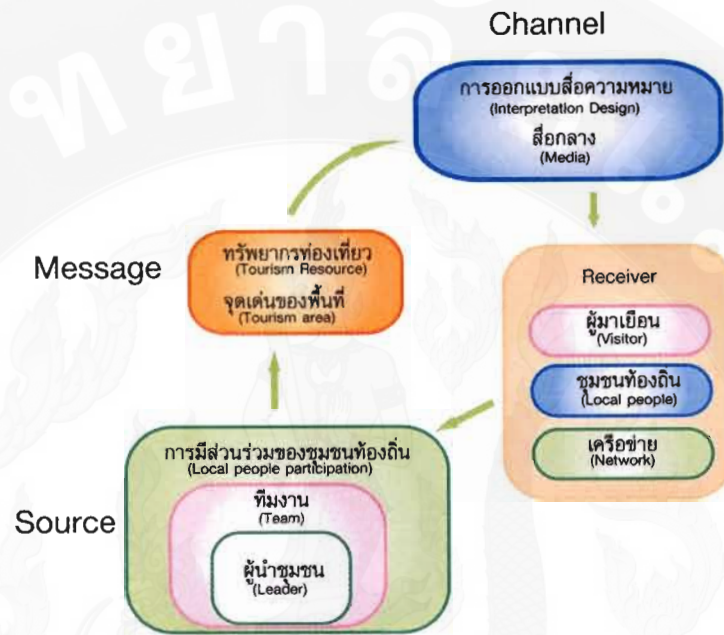 Channel
การออกแบบสื่อความหมาย
(Interpretation Design)
สื่อกลาง
(Media)
Message
ทรัพยากรท่องเที่ยว
(Tourism Resource)
จุดเด่นของพื้นที่
(Tourism area)
Receiver
ผู้มาเยือน
(Visitor)
ชุมชนท้องถิ่น
(Local people)
เครือข่าย
(Network)
Source
การมีส่วนร่วมของชุมชนท้องถิ่น
(Local people participation)
ทีมงาน
(Team)
ผู้นำชุมชน
(Leader)